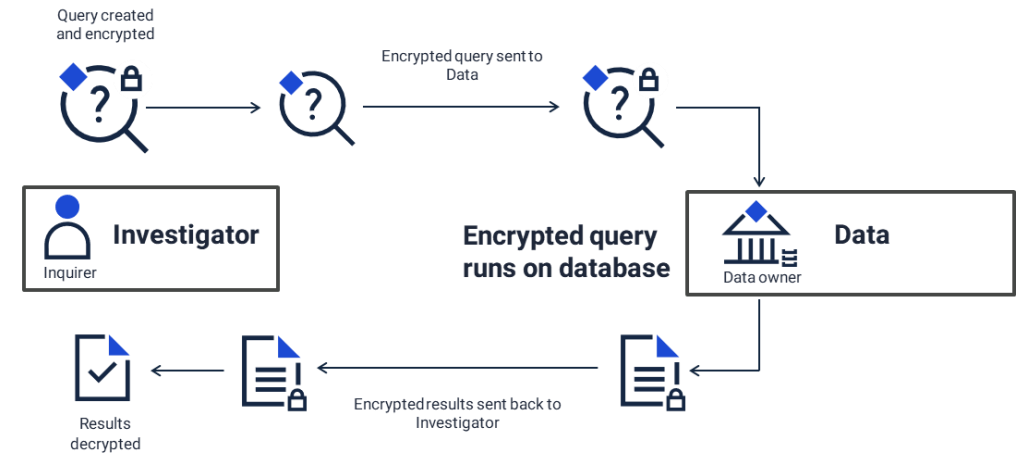 Query created
and encrypted
Encrypted query sent to
Data
?
?
?
Investigator
Inquirer
Encrypted query
runs on database
Data
Data owner
Encrypted results sent back to
Investigator
Results
decrypted